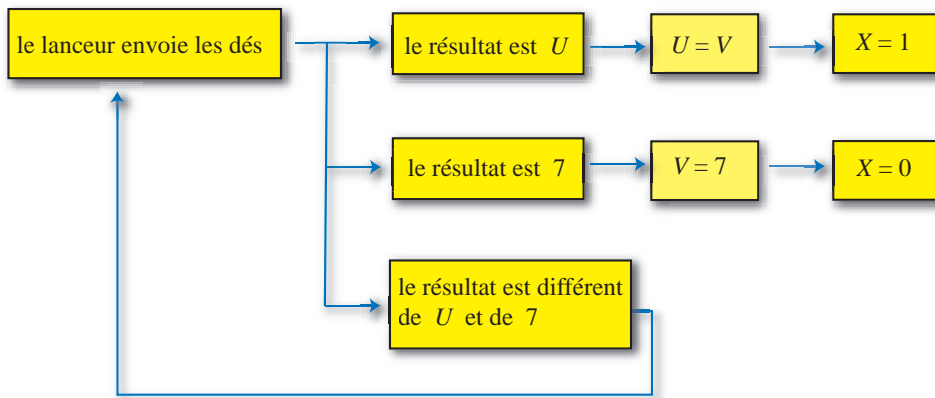 le lanceur envoie les dés
le résultat est U
U = V
X = 1
le résultat est 7
V = 7
X = 0
le résultat est différent
de U et de 7